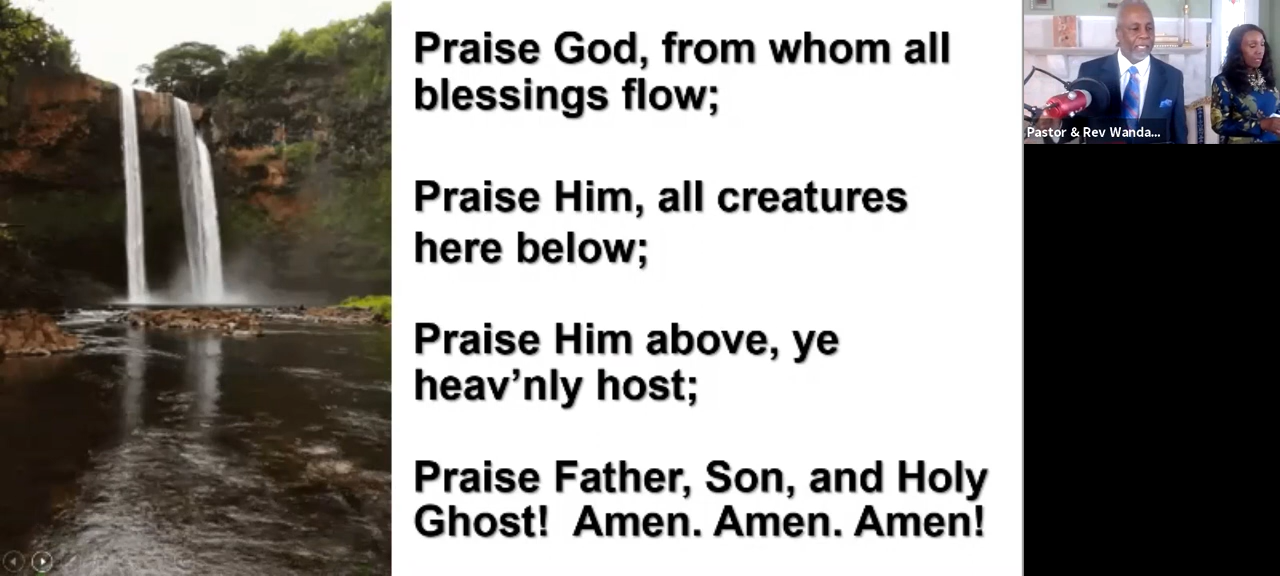 Praise God, from whom all
blessings flow;
Praise Him, all creatures
here below;
Praise Him above, ye
heav’nly host;
Praise Father, Son, and Holy
Ghost!  Amen. Amen. Amen!
Pastor & Rev Wanda...